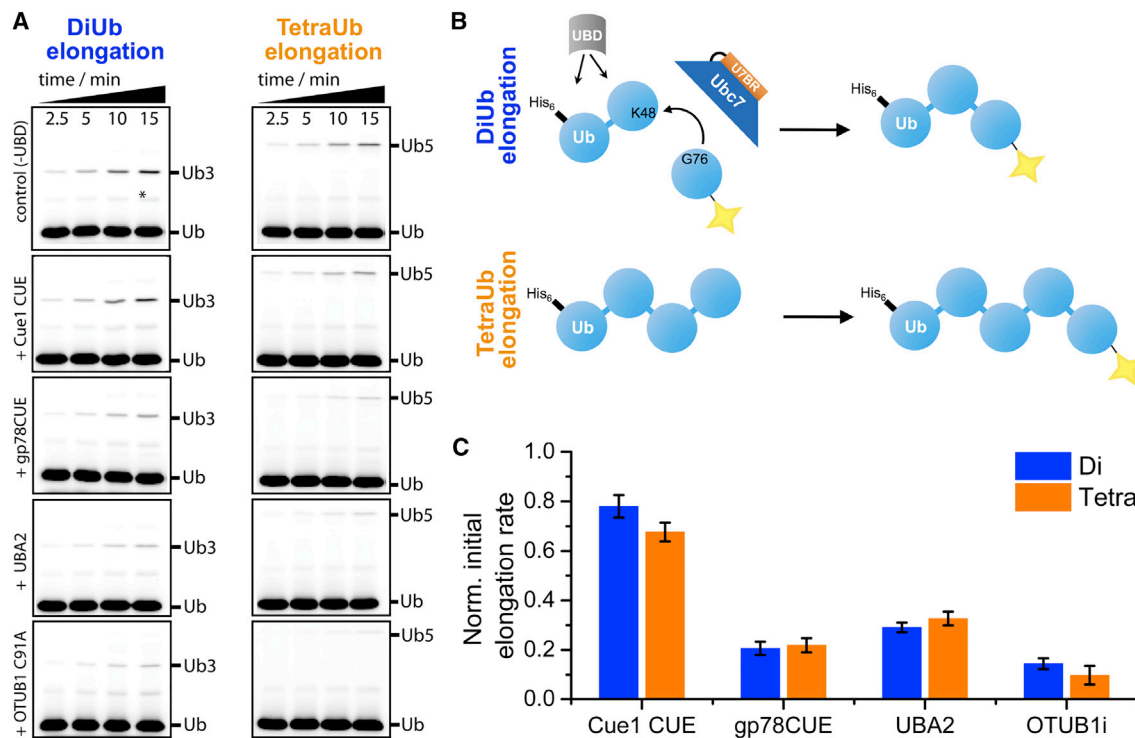 A
DiUb
elongation
TetraUb
elongation
time / min
time / min
2.5 5 10 15
2.5 5 10 15
control (-UBD)
Ub3
*
Ub
Ub5
Ub
+ Cue1 CUE
Ub3
Ub
Ub5
Ub
+ gp78CUE
Ub3
Ub
Ub5
Ub
+ UBA2
Ub3
Ub
Ub5
Ub
+ OTUB1 C91A
Ub3
Ub
Ub5
Ub
B
DiUb
elongation
UBD
His6
Ub
K48
U7BR
Ubc7
G76
His6
Ub
TetraUb
elongation
His6
Ub
His6
Ub
C
Norm. initial
elongation rate
1.0
0.8
0.6
0.4
0.2
0.0
Di
Tetra
Cue1 CUE gp78CUE UBA2 OTUB1i